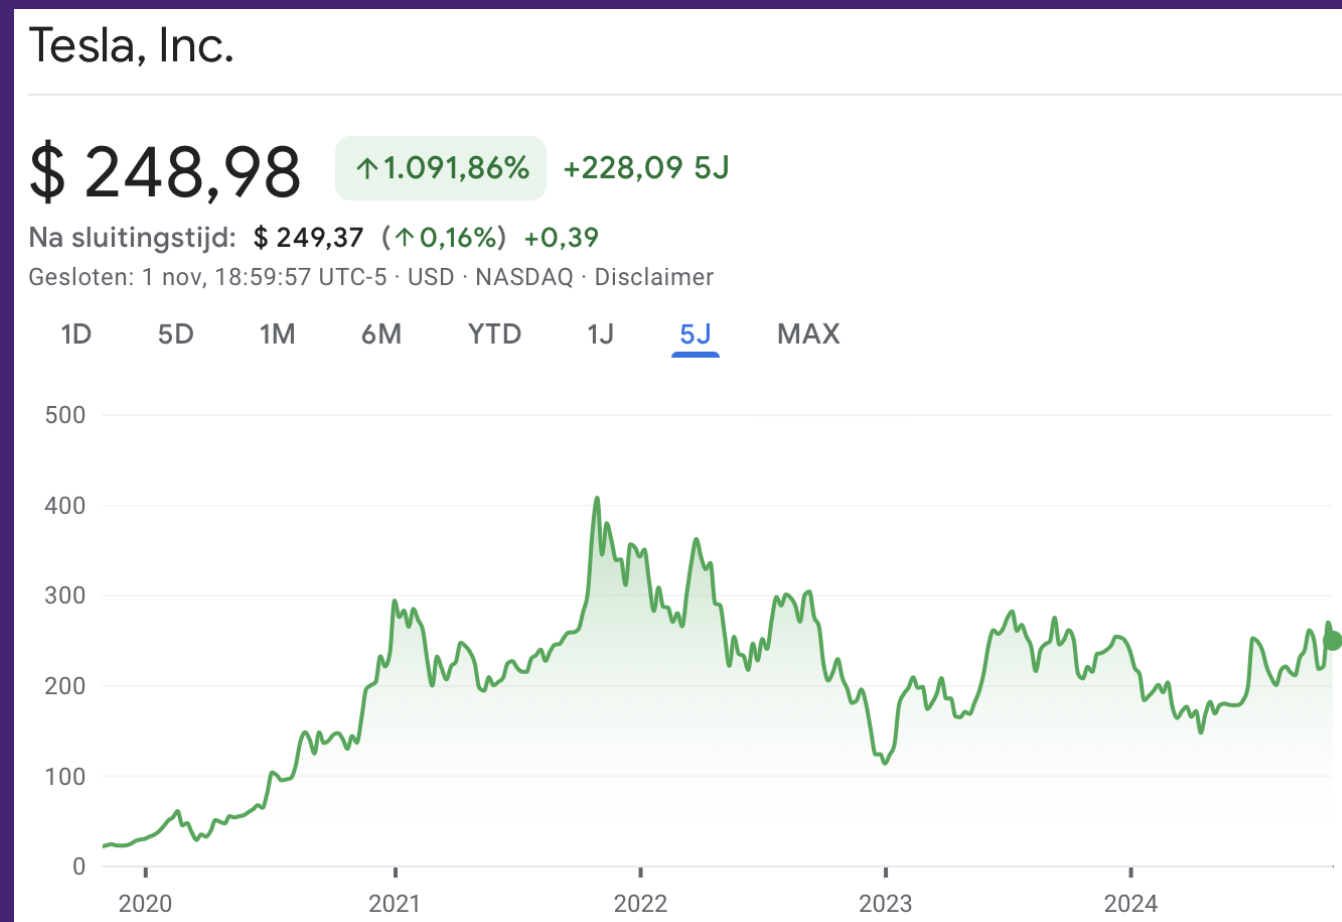 Tesla, Inc.
$ 248,98 ↑1.091,86% +228,09 5J
Na sluitingstijd: $ 249,37 (↑0,16%) +0,39
Gesloten: 1 nov, 18:59:57 UTC-5 · USD · NASDAQ · Disclaimer
1D 5D 1M 6M YTD 1J 5J MAX
500
400
300
200
100
0
2020 2021 2022 2023 2024